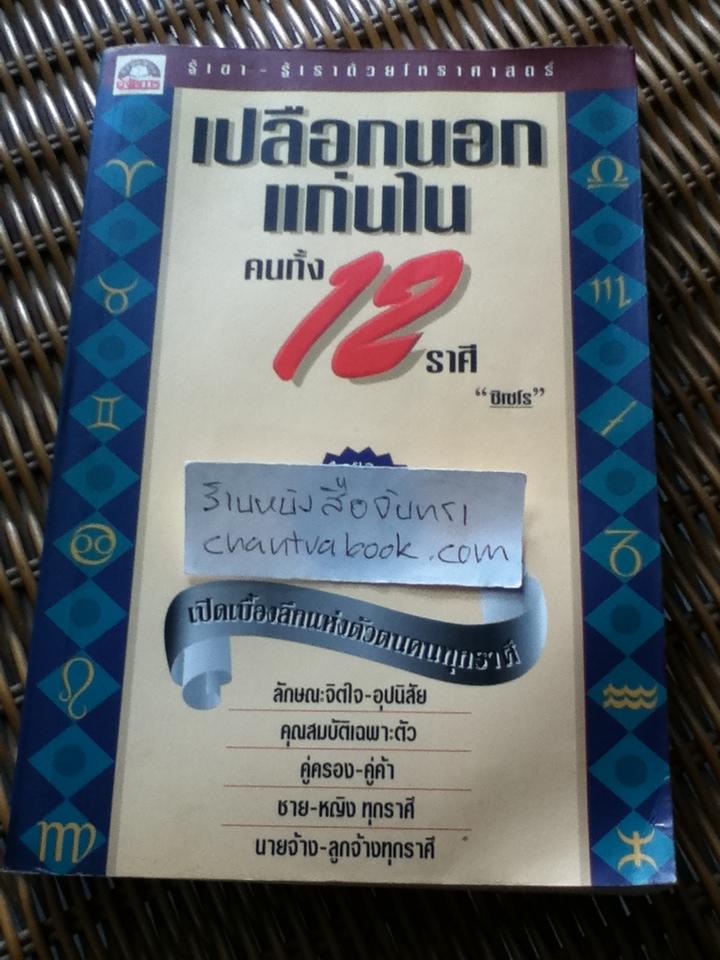 รู้เขา - รู้เราด้วยโหราศาสตร์
เปลือกนอก
แก่นใน
คนทั้ง 12 ราศี
“ซิเซโร”
ร้านหนังสือจันทรา
chantrabook.com
เปิดเบื้องลึกแห่งตัวตนคนทุกราศี
ลักษณะจิตใจ-อุปนิสัย
คุณสมบัติเฉพาะตัว
คู่ครอง-คู่ค้า
ชาย-หญิง ทุกราศี
นายจ้าง-ลูกจ้างทุกราศี